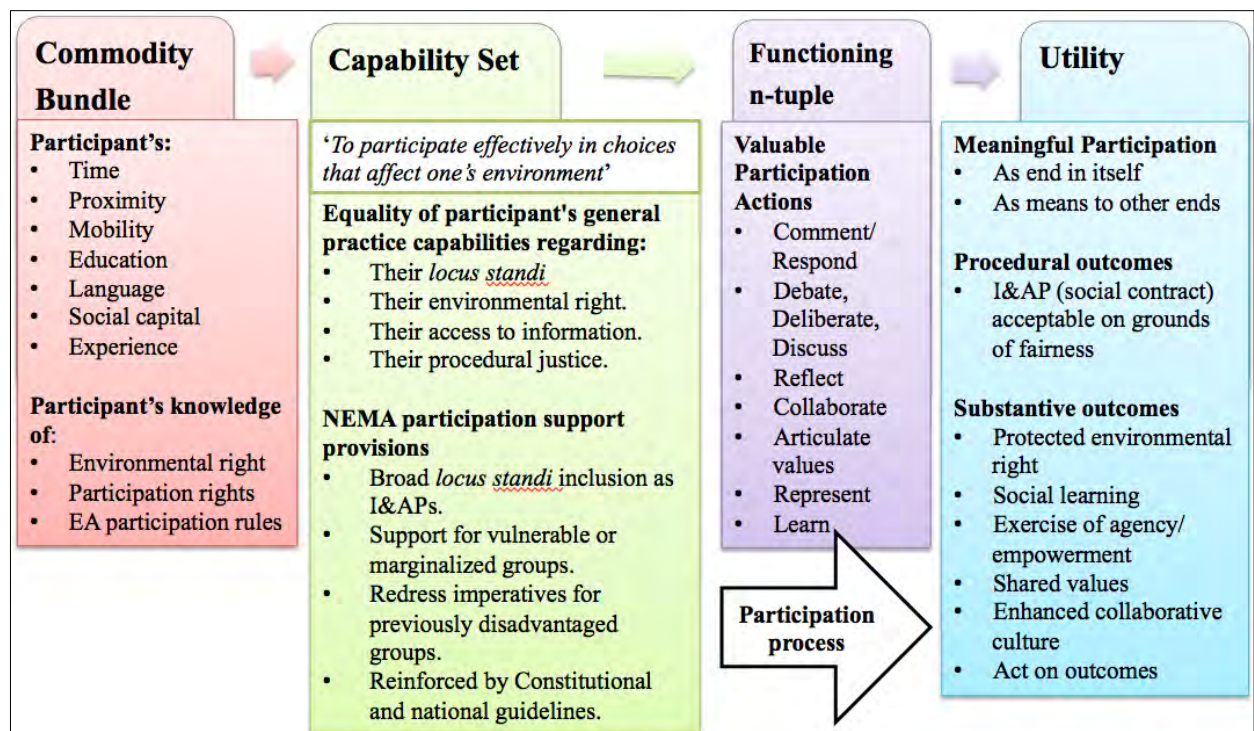 Commodity
Bundle
Participant's:
• Time
• Proximity
• Mobility
• Education
• Language
• Social capital
• Experience
Participant's knowledge
of:
• Environmental right
• Participation rights
• EA participation rules
Capability Set
'To participate effectively in choices
that affect one's environment'
Equality of participant's general
practice capabilities regarding:
• Their locus standi
• Their environmental right.
• Their access to information.
• Their procedural justice.
NEMA participation support
provisions
• Broad locus standi inclusion as
I&APs.
• Support for vulnerable or
marginalized groups.
• Redress imperatives for
previously disadvantaged
groups.
• Reinforced by Constitutional
and national guidelines.
Functioning
n-tuple
Valuable
Participation
Actions
• Comment/
Respond
• Debate,
Deliberate,
Discuss
• Reflect
• Collaborate
• Articulate
values
• Represent
• Learn
Participation
process
Utility
Meaningful Participation
• As end in itself
• As means to other ends
Procedural outcomes
• I&AP (social contract)
acceptable on grounds
of fairness
Substantive outcomes
• Protected environmental
right
• Social learning
• Exercise of agency/
empowerment
• Shared values
• Enhanced collaborative
culture
• Act on outcomes